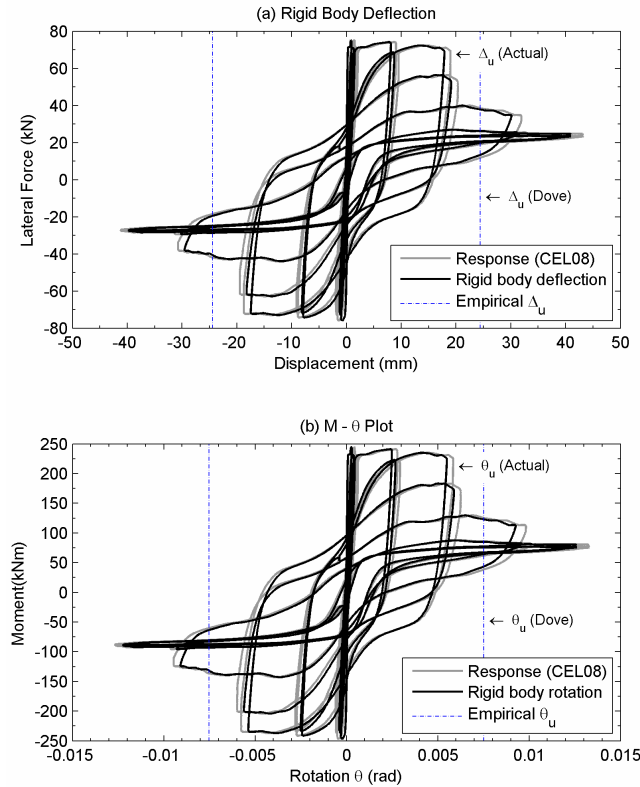 (a) Rigid Body Deflection
80
60
40
20
0
-20
-40
-60
-80
Lateral Force (kN)
← Δu (Actual)
← Δu (Dove)
Response (CEL08)
Rigid body deflection
Empirical Δu
-50 -40 -30 -20 -10 0 10 20 30 40 50
Displacement (mm)
(b) M - θ Plot
250
200
150
100
50
0
-50
-100
-150
-200
-250
Moment(kNm)
← θu (Actual)
← θu (Dove)
Response (CEL08)
Rigid body rotation
Empirical θu
-0.015 -0.01 -0.005 0 0.005 0.01 0.015
Rotation θ (rad)